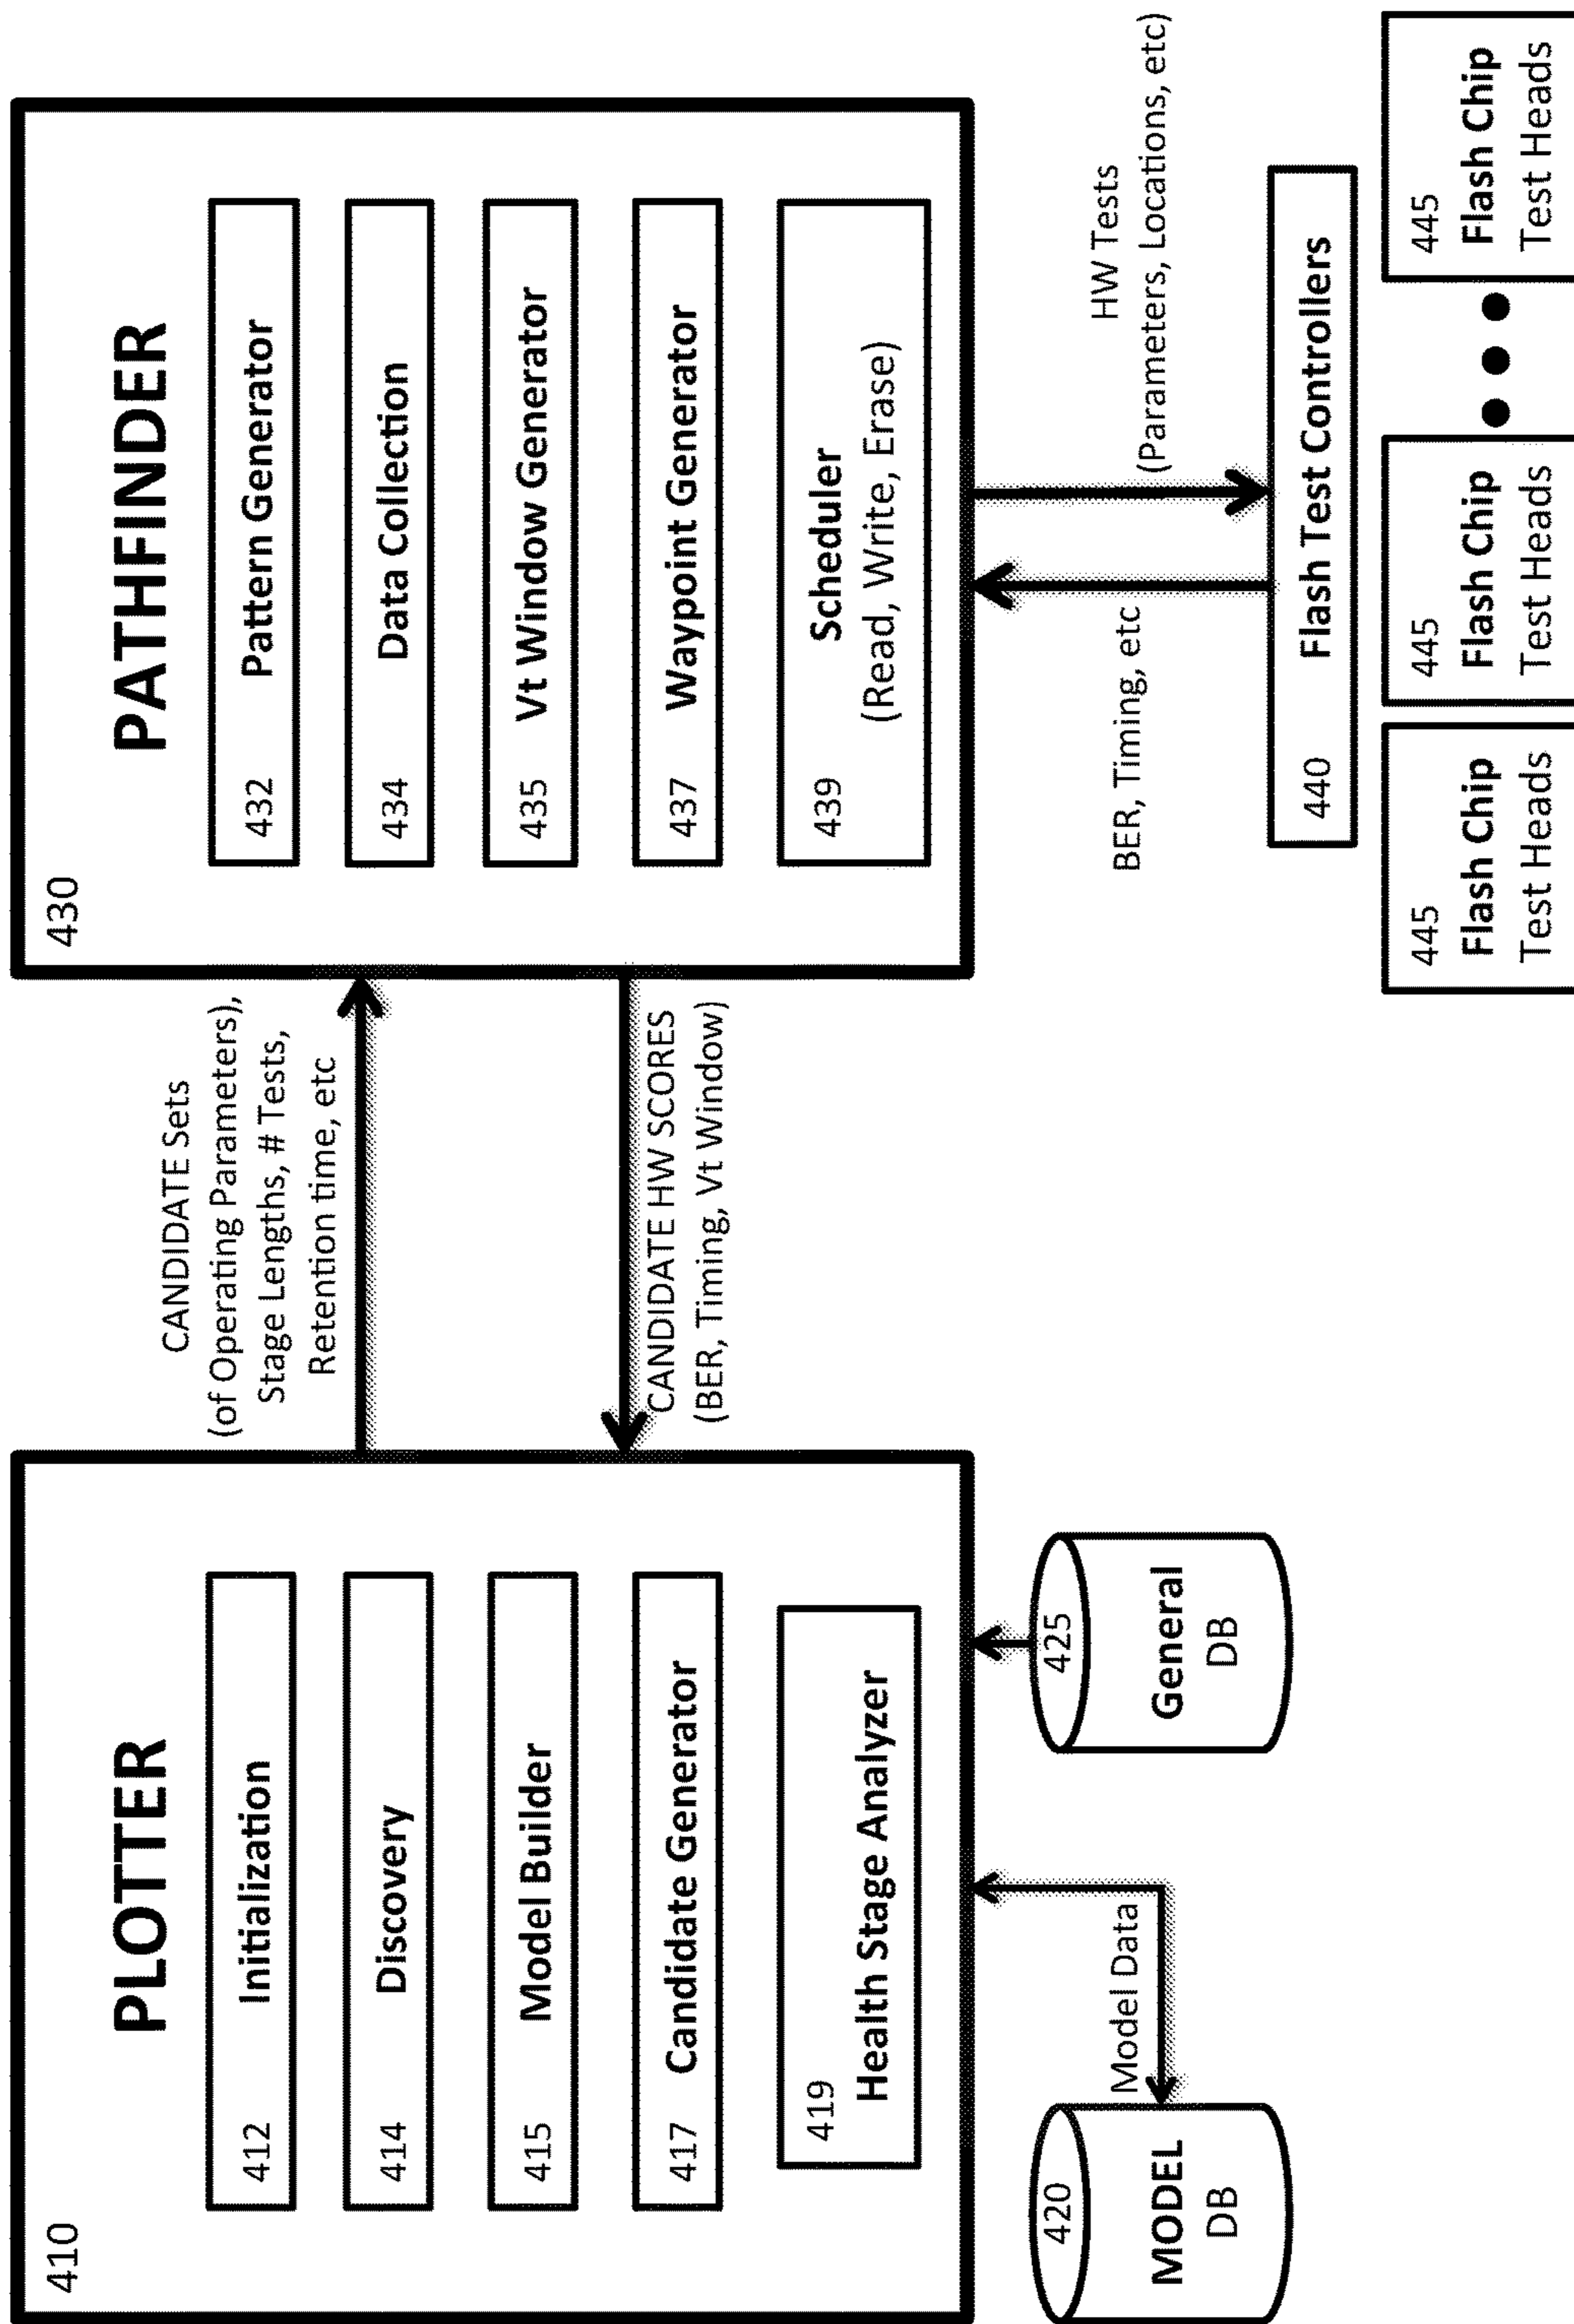 410
PLOTTER
412
Initialization
414
Discovery
415
Model Builder
417
Candidate Generator
419
Health Stage Analyzer
420
MODEL
DB
Model Data
425
General
DB
CANDIDATE Sets
(of Operating Parameters),
Stage Lengths, # Tests,
Retention time, etc
CANDIDATE HW SCORES
(BER, Timing, Vt Window)
430
PATHFINDER
432
Pattern Generator
434
Data Collection
435
Vt Window Generator
437
Waypoint Generator
439
Scheduler
(Read, Write, Erase)
BER, Timing, etc
HW Tests
(Parameters, Locations, etc)
440
Flash Test Controllers
445
Flash Chip
Test Heads
445
Flash Chip
Test Heads
445
Flash Chip
Test Heads